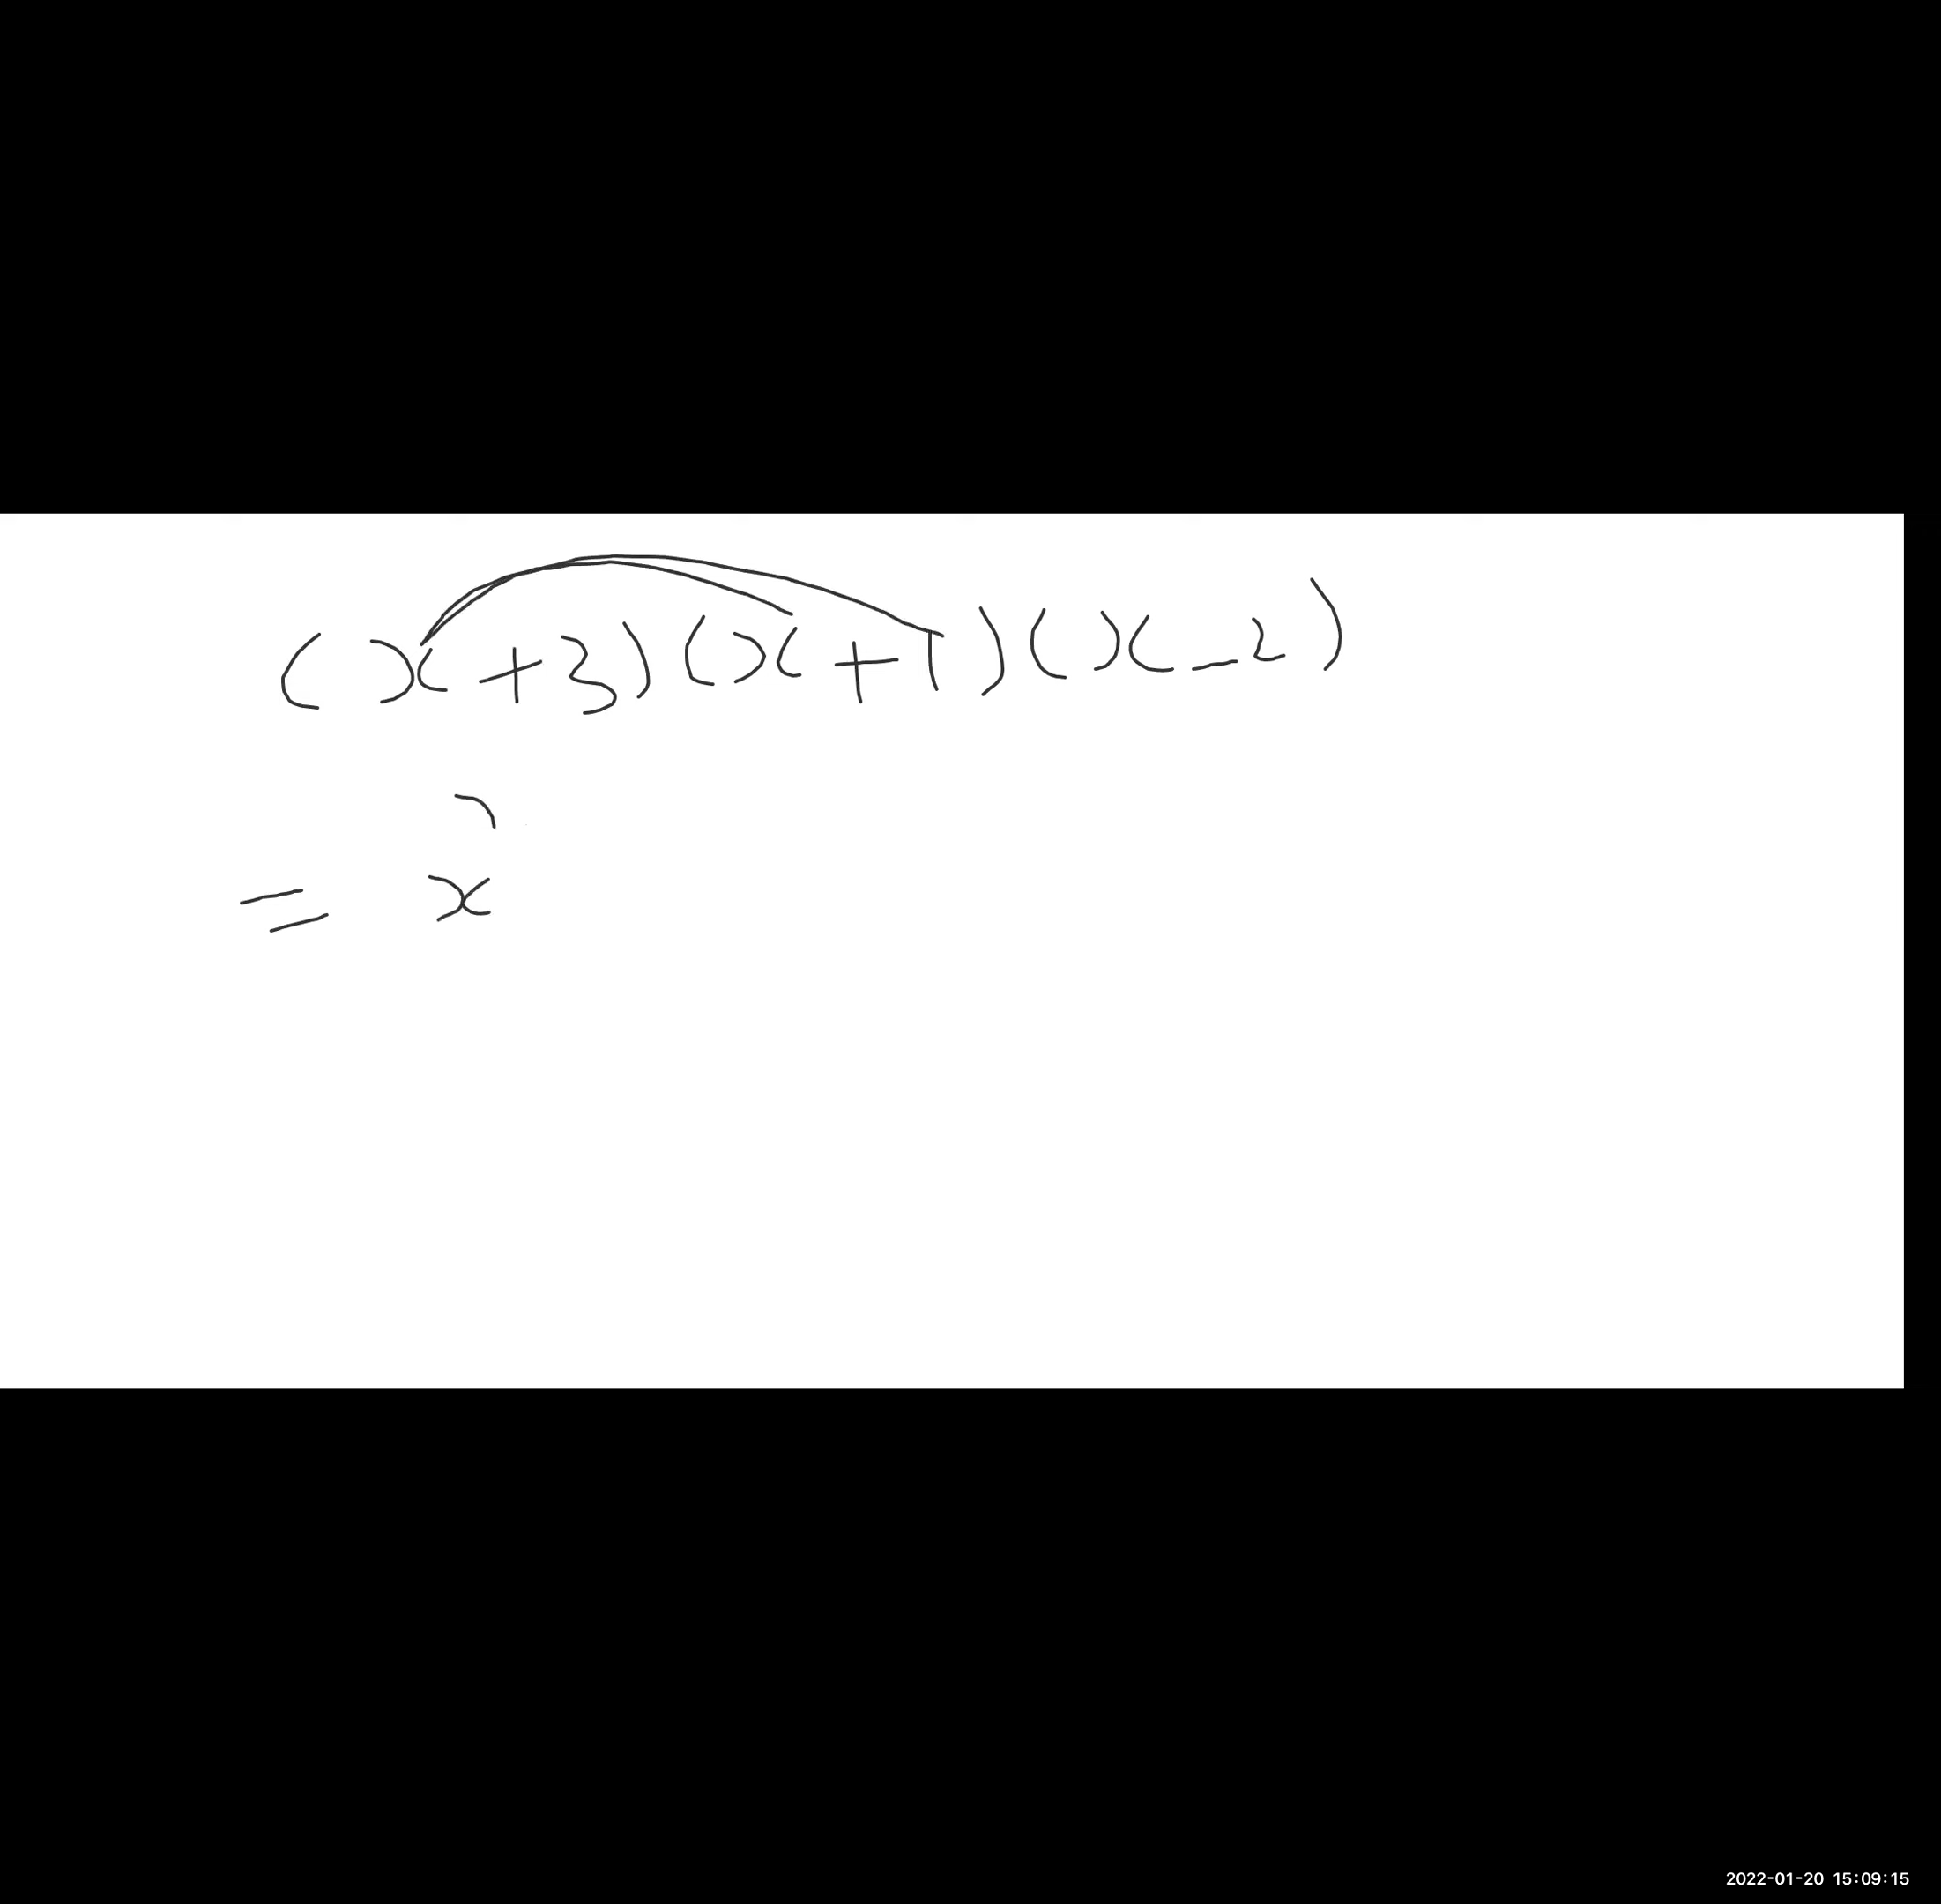 (x+3)(x+1)(x-2)
= x
2022-01-20 15:09:15